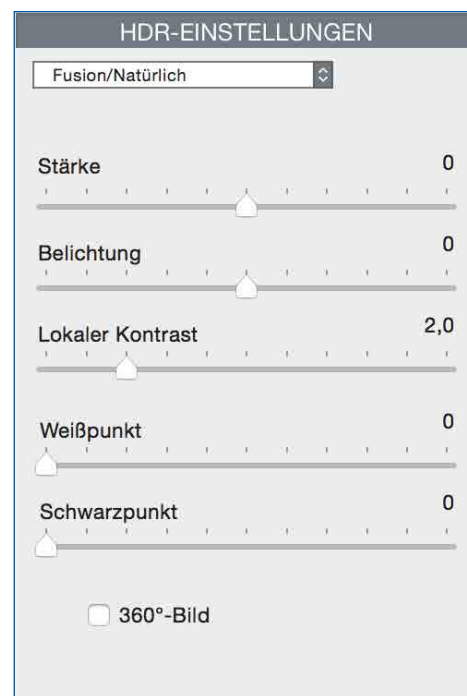 HDR-EINSTELLUNGEN
Fusion/Natürlich
Stärke 0
Belichtung 0
Lokaler Kontrast 2,0
Weißpunkt 0
Schwarzpunkt 0
360°-Bild